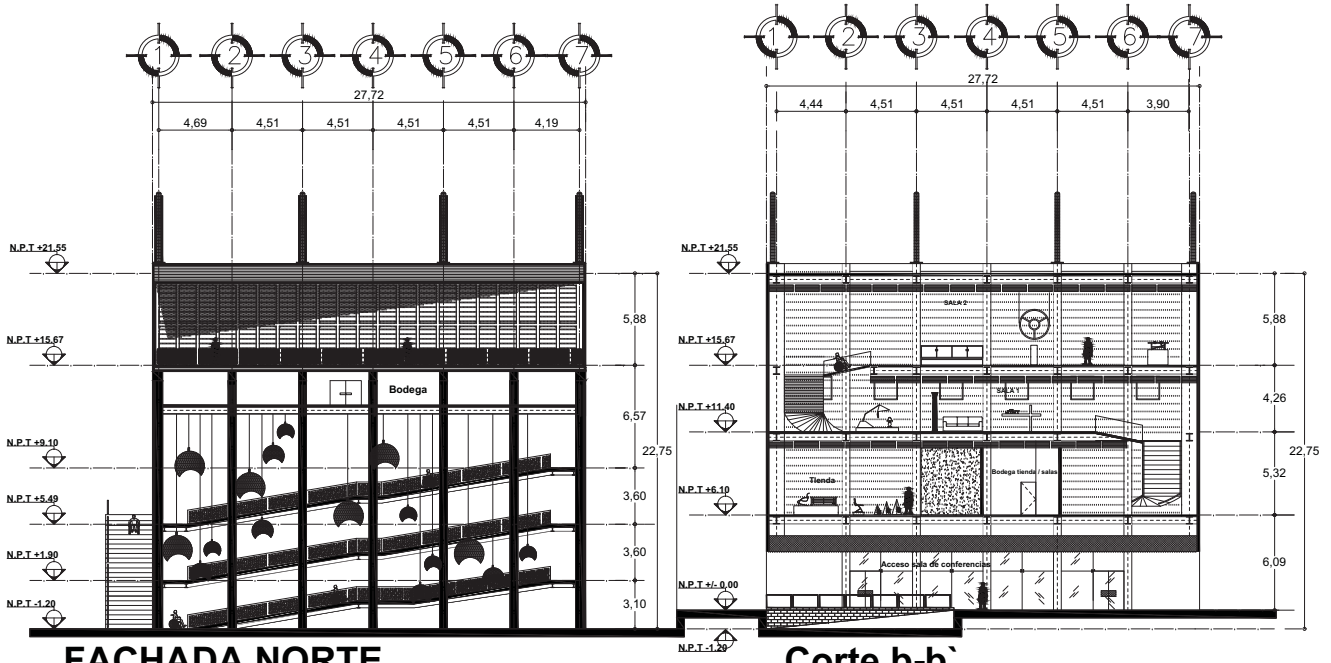 1 2 3 4 5 6 7
27,72
4,69 4,51 4,51 4,51 4,51 4,19
N.P.T +21.55
N.P.T +15.67
N.P.T +9.10
N.P.T +5.49
N.P.T +1.90
N.P.T -1.20
Bodega
5,88
6,57
3,60
3,60
3,10
22,75
FACHADA NORTE
1 2 3 4 5 6 7
27,72
4,44 4,51 4,51 4,51 4,51 3,90
N.P.T +21.55
N.P.T +15.67
N.P.T +11.40
N.P.T +6.10
N.P.T +/- 0.00
N.P.T -1.20
SALA 2
SALA 1
Tienda
Bodega tienda / salas
Acceso sala de conferencias
5,88
4,26
5,32
6,09
22,75
Corte b-b`